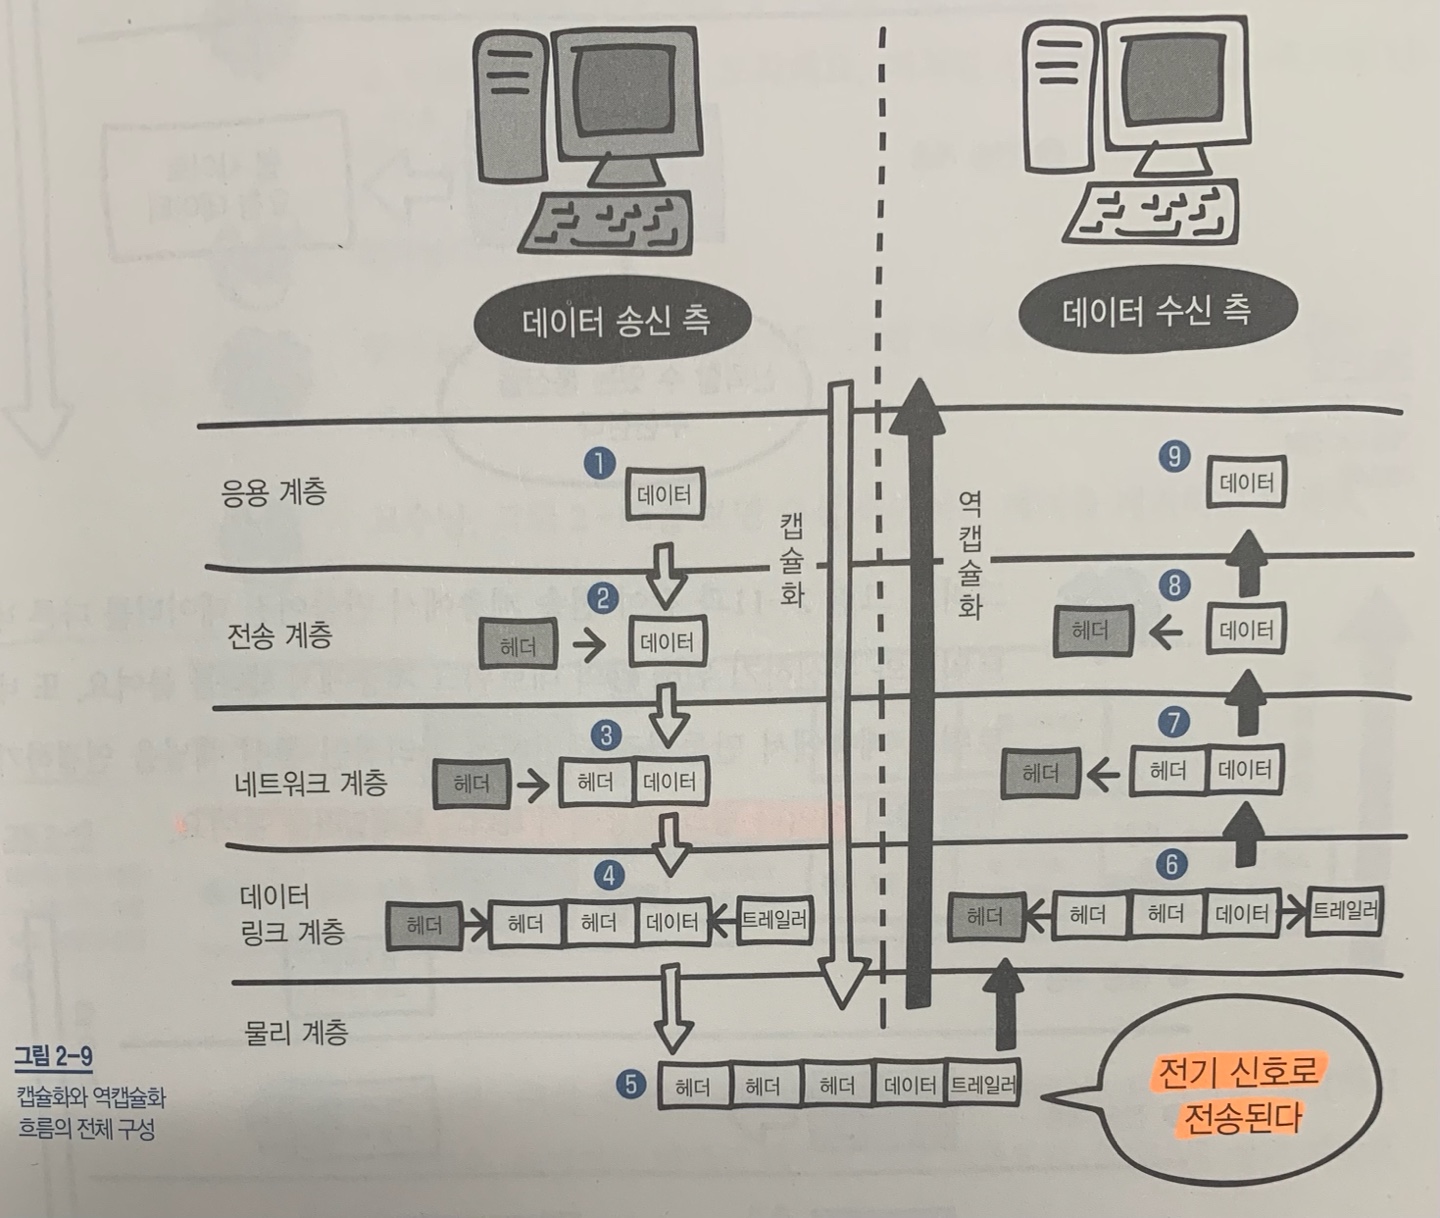 데이터 송신 측
데이터 수신 측
응용 계층
1
데이터
캡슐화
역캡슐화
9
데이터
전송 계층
2
헤더
데이터
8
헤더
데이터
네트워크 계층
3
헤더
헤더
데이터
7
헤더
헤더
데이터
데이터
링크 계층
4
헤더
헤더
헤더
데이터
트레일러
6
헤더
헤더
헤더
데이터
트레일러
물리 계층
5
헤더
헤더
헤더
데이터
트레일러
전기 신호로
전송된다
그림 2-9
캡슐화와 역캡슐화
흐름의 전체 구성